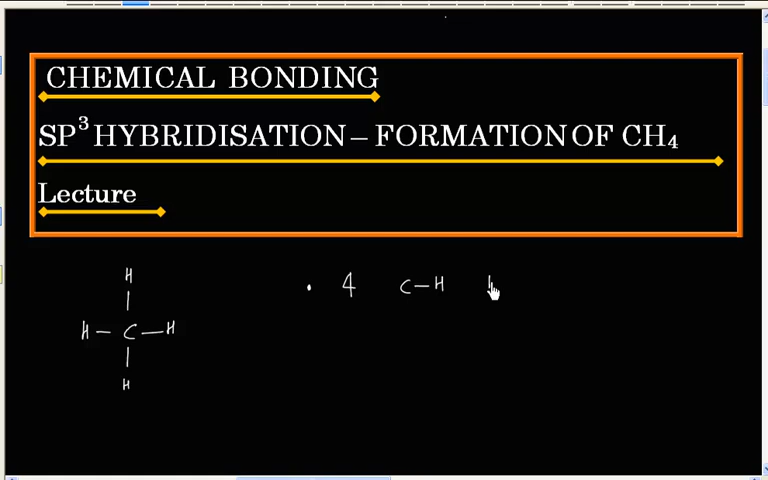 CHEMICAL BONDING
SP³ HYBRIDISATION – FORMATION OF CH₄
Lecture
H
H – C – H
H
· 4 C–H